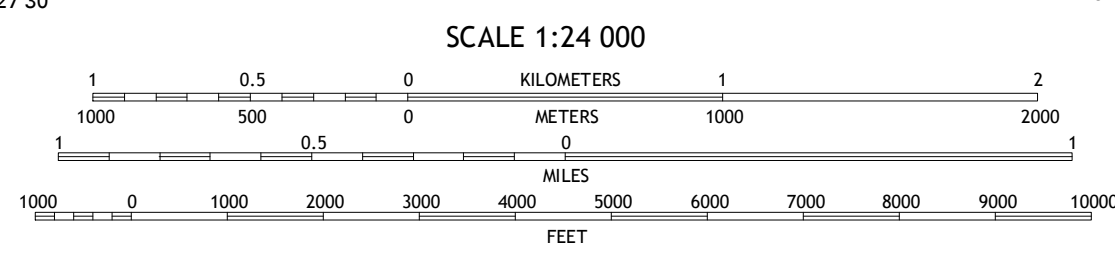 27'30"
SCALE 1:24 000
1 0.5 0 KILOMETERS 1 2
1000 500 0 METERS 1000 2000
1 0.5 0 1
MILES
1000 0 1000 2000 3000 4000 5000 6000 7000 8000 9000 10000
FEET